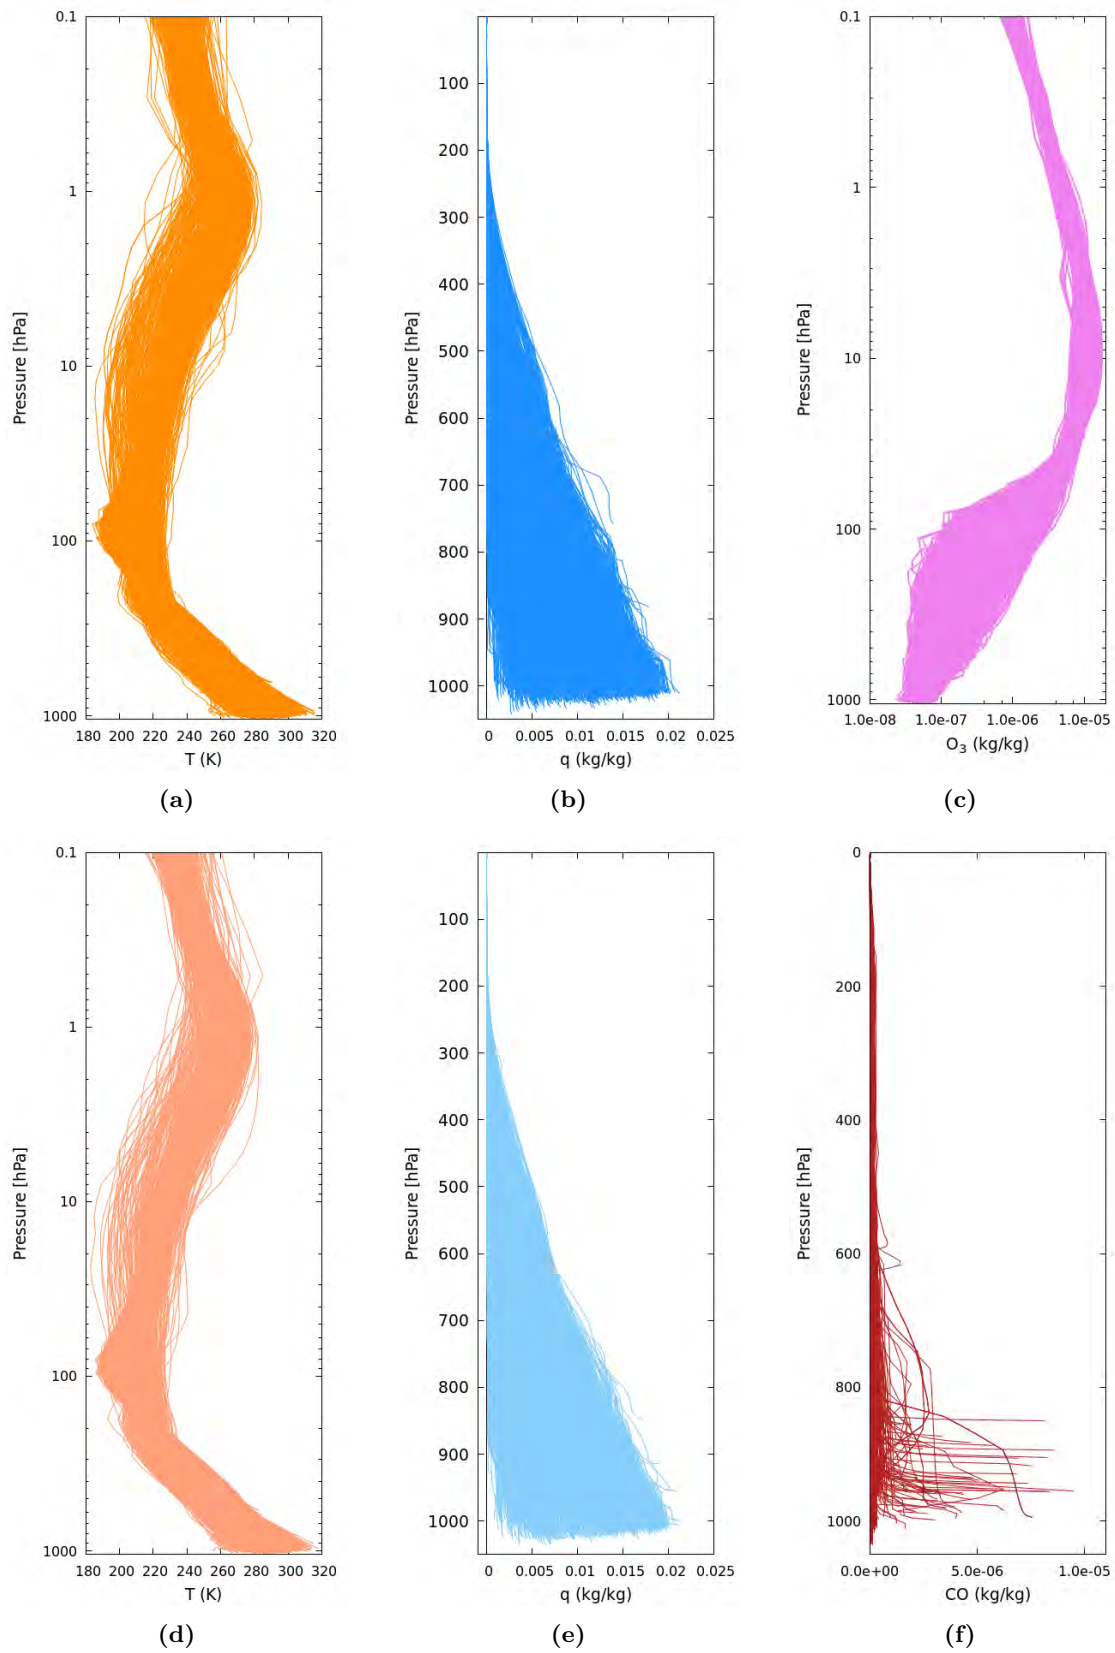 0.1
1
10
100
1000
Pressure [hPa]
180 200 220 240 260 280 300 320
T (K)
(a)
100
200
300
400
500
600
700
800
900
1000
Pressure [hPa]
0 0.005 0.01 0.015 0.02 0.025
q (kg/kg)
(b)
0.1
1
10
100
1000
Pressure [hPa]
1.0e-08 1.0e-07 1.0e-06 1.0e-05
O₃ (kg/kg)
(c)
0.1
1
10
100
1000
Pressure [hPa]
180 200 220 240 260 280 300 320
T (K)
(d)
100
200
300
400
500
600
700
800
900
1000
Pressure [hPa]
0 0.005 0.01 0.015 0.02 0.025
q (kg/kg)
(e)
0
200
400
600
800
1000
Pressure [hPa]
0.0e+00 5.0e-06 1.0e-05
CO (kg/kg)
(f)